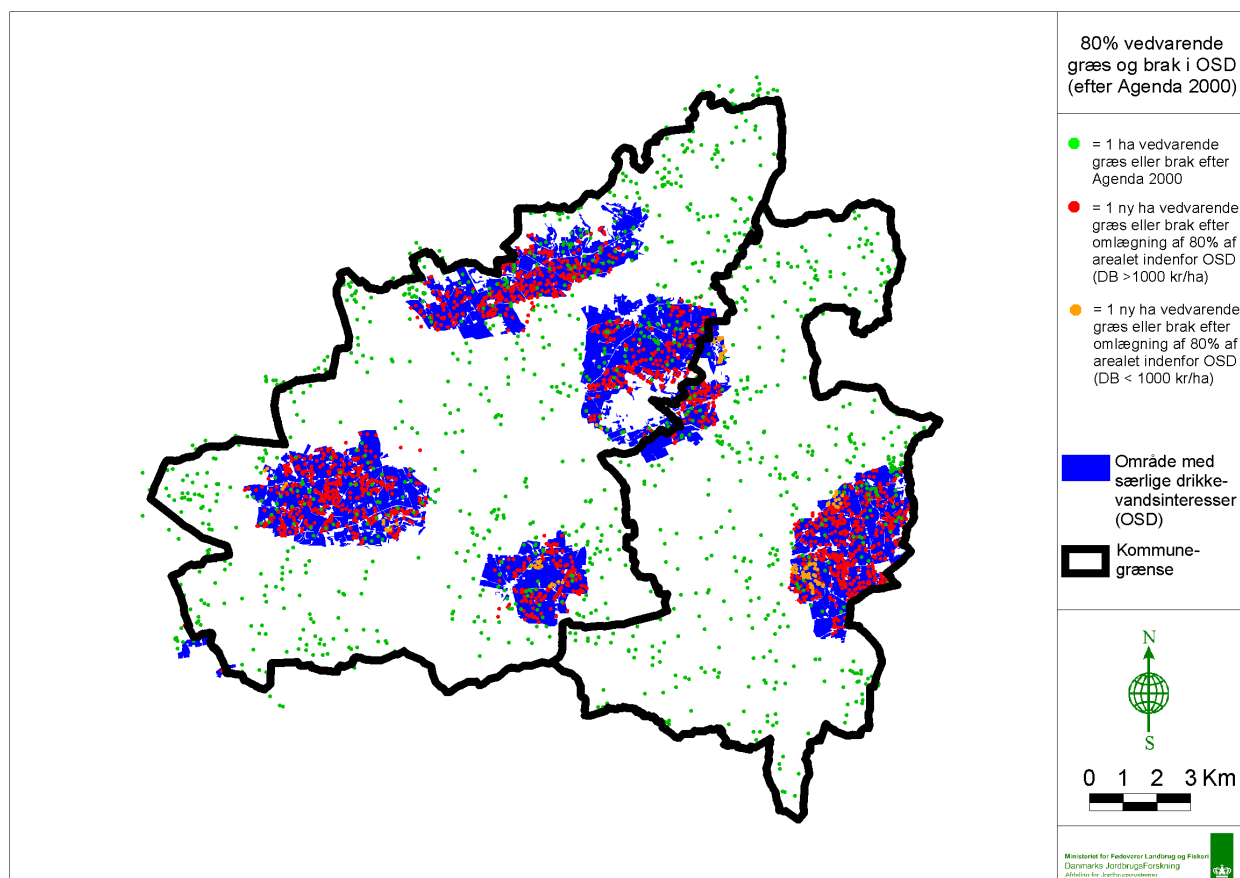 80% vedvarende
græs og brak i OSD
(efter Agenda 2000)
= 1 ha vedvarende
græs eller brak efter
Agenda 2000
= 1 ny ha vedvarende
græs eller brak efter
omlægning af 80% af
arealet indenfor OSD
(DB >1000 kr/ha)
= 1 ny ha vedvarende
græs eller brak efter
omlægning af 80% af
arealet indenfor OSD
(DB < 1000 kr/ha)
Område med
særlige drikke-
vandsinteresser
(OSD)
Kommune-
grænse
N
S
0 1 2 3 Km
Ministeriet for Fødevarer Landbrug og Fiskeri
Danmarks JordbrugsForskning
Afdeling for Jordbrugssystemer